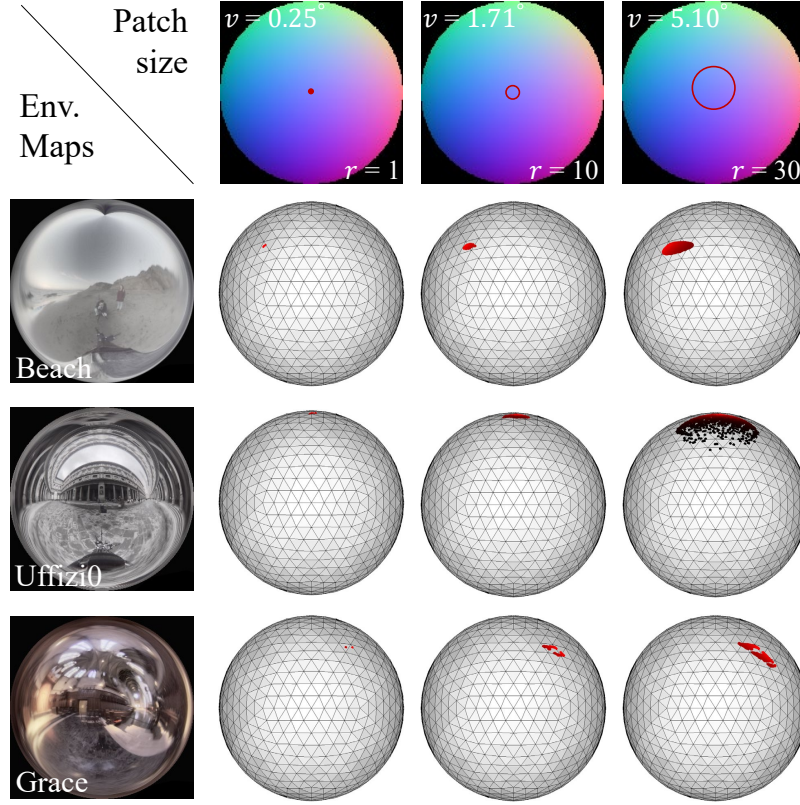 Patch
size
Env.
Maps
v = 0.25°
r = 1
v = 1.71°
r = 10
v = 5.10°
r = 30
Beach
Uffizi0
Grace